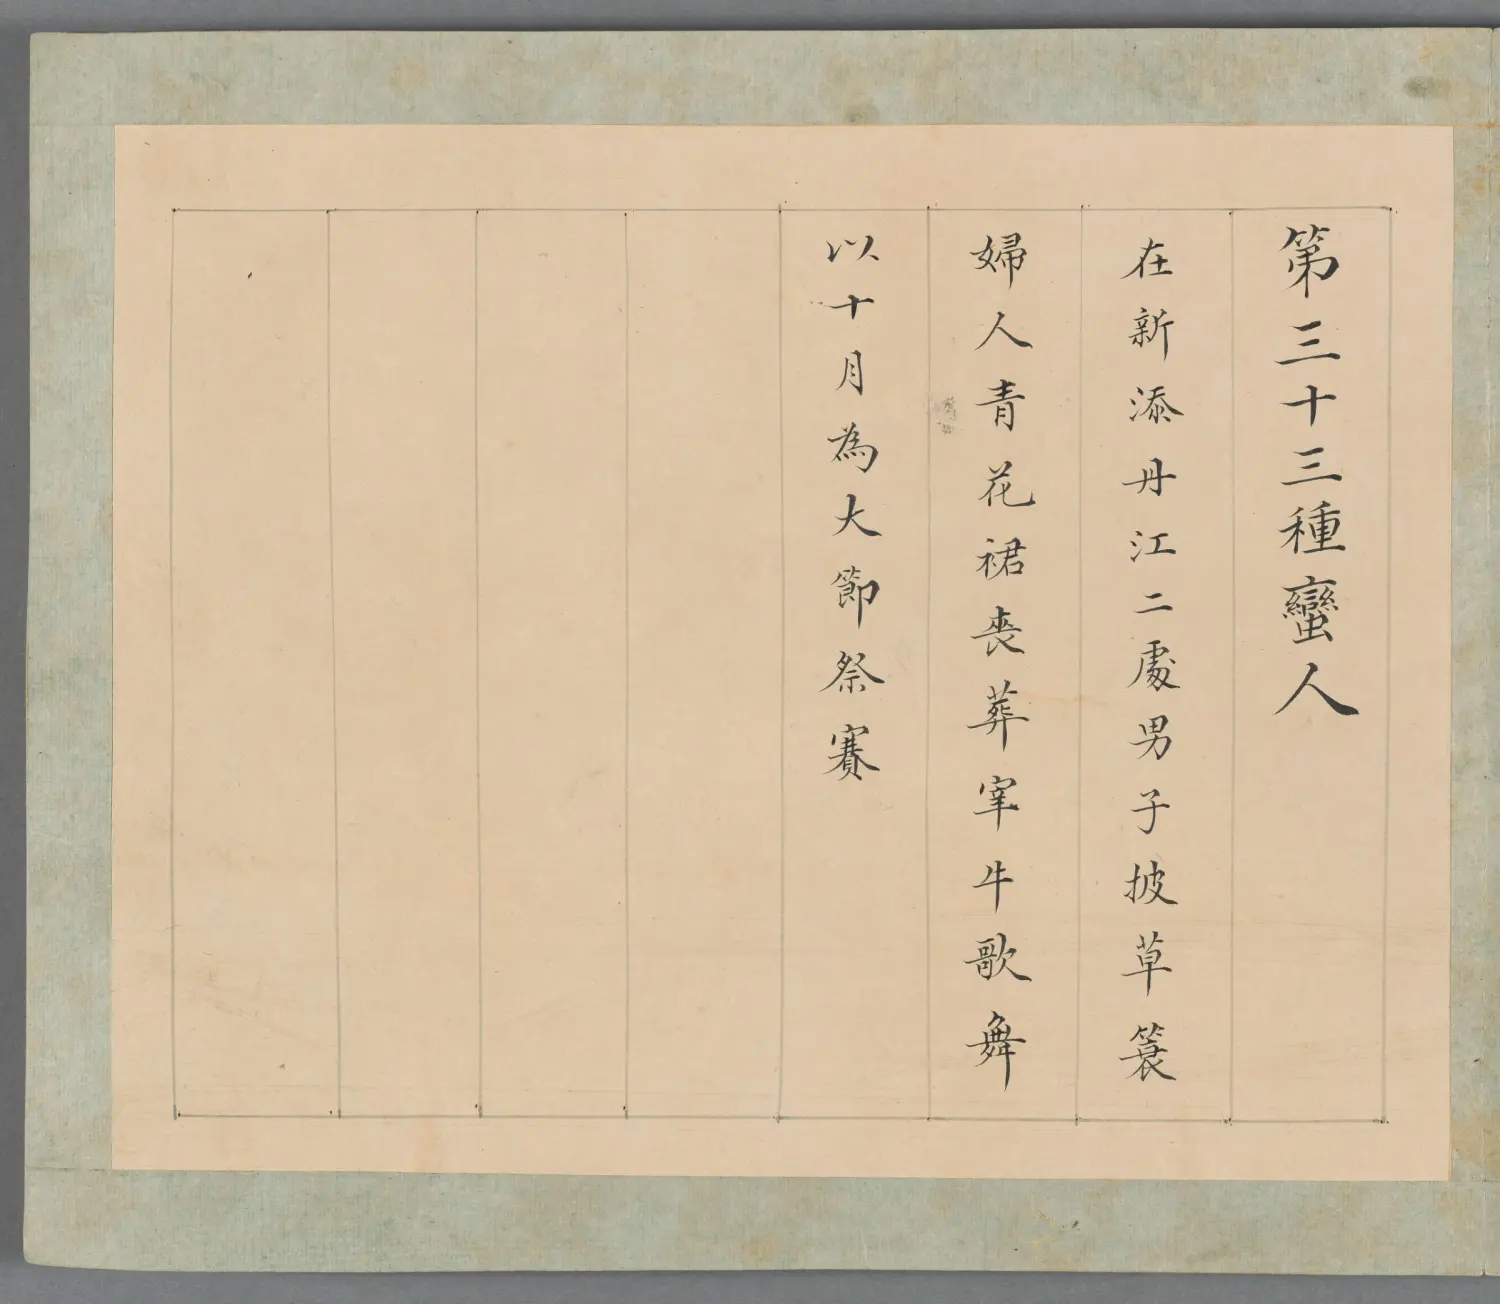 第三十三種蠻人
在新添丹江二處男子披草簑
婦人青花裙喪葬宰牛歌舞
以十月為大節祭賽